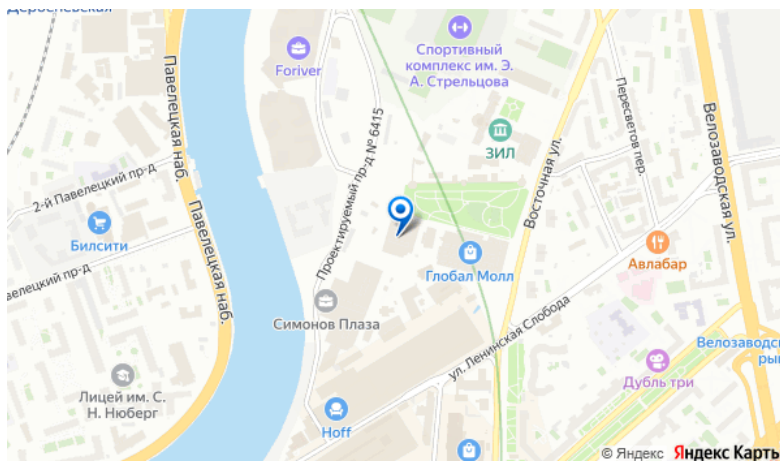 Дербеневская
Foriver
Спортивный
комплекс им. Э.
А. Стрельцова
Павелецкая наб.
Проектируемый пр-д № 6415
ЗИЛ
Восточная ул.
Пересветов пер.
Велозаводская ул.
2-й Павелецкий пр-д
Билсити
Павелецкая наб.
Глобал Молл
Авлабар
авелецкий пр-д
Симонов Плаза
ул. Ленинская Слобода
Велозаводс
рын
Лицей им. С.
Н. Нюберг
Дубль три
Hoff
© Яндекс Яндекс Карты